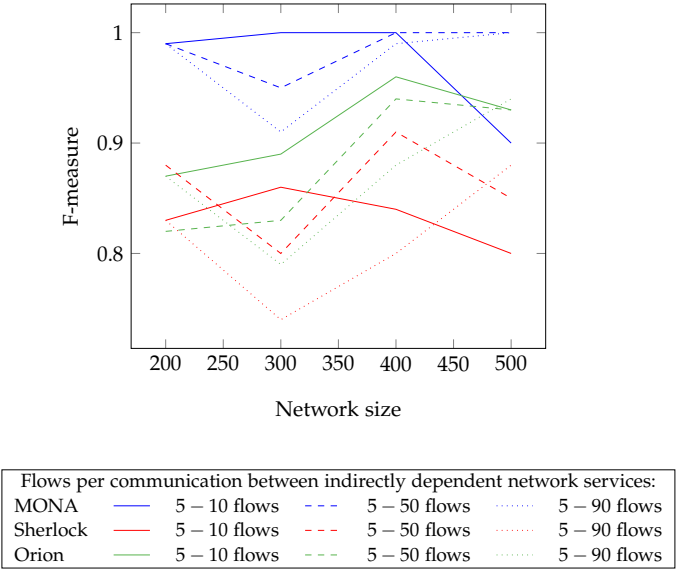 1
0.9
0.8
F-measure
200 250 300 350 400 450 500
Network size
Flows per communication between indirectly dependent network services:
MONA 5 − 10 flows 5 − 50 flows 5 − 90 flows
Sherlock 5 − 10 flows 5 − 50 flows 5 − 90 flows
Orion 5 − 10 flows 5 − 50 flows 5 − 90 flows